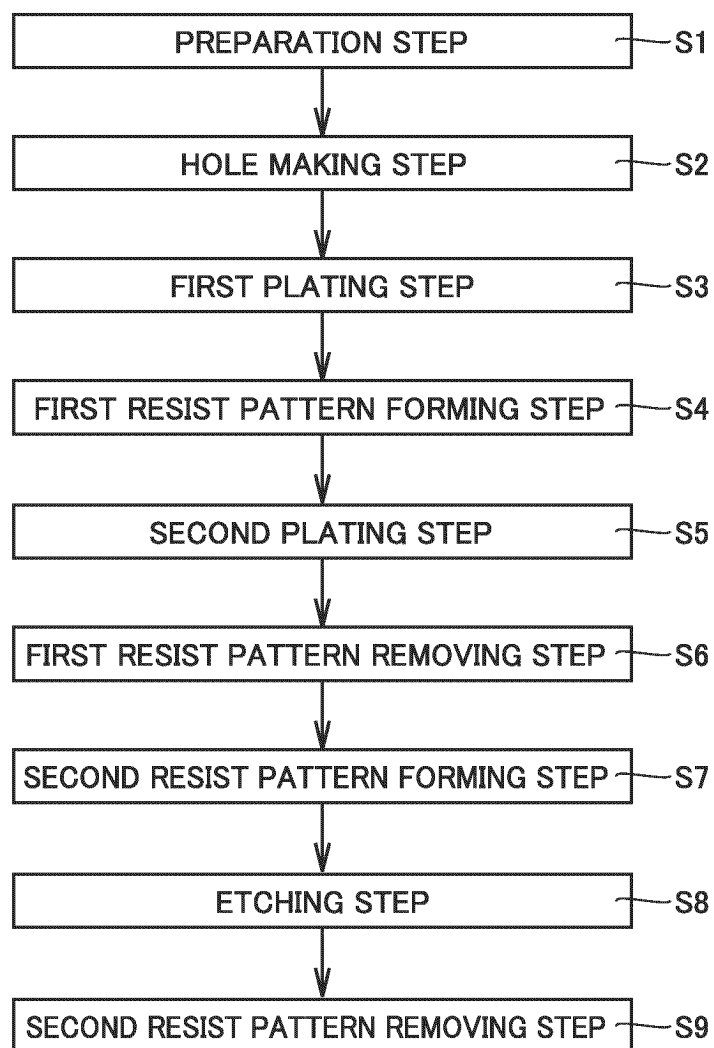 PREPARATION STEP S1
HOLE MAKING STEP S2
FIRST PLATING STEP S3
FIRST RESIST PATTERN FORMING STEP S4
SECOND PLATING STEP S5
FIRST RESIST PATTERN REMOVING STEP S6
SECOND RESIST PATTERN FORMING STEP S7
ETCHING STEP S8
SECOND RESIST PATTERN REMOVING STEP S9